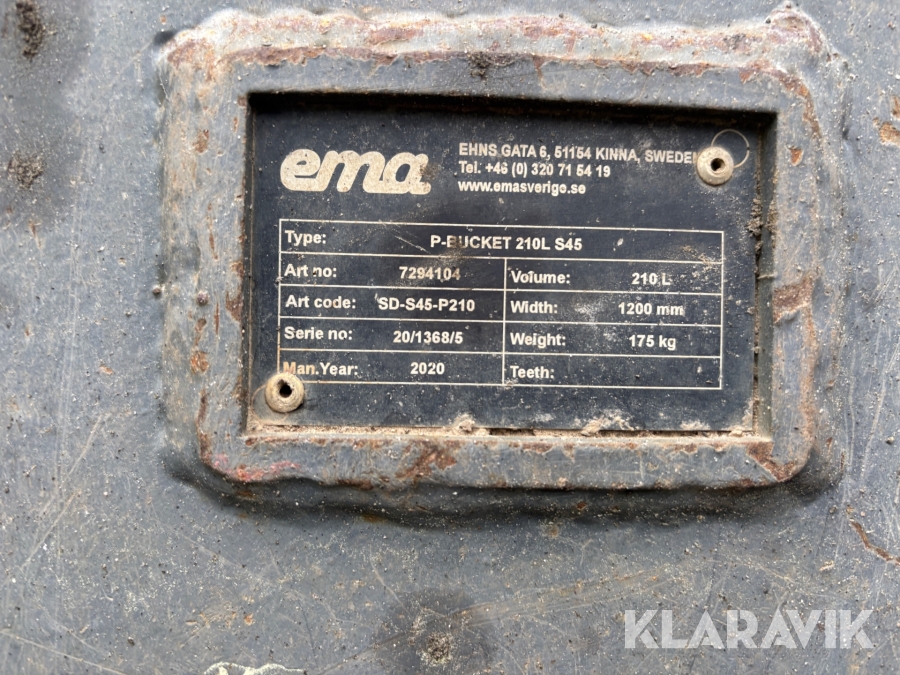 ema
EHNS GATA 6, 51154 KINNA, SWEDEN
Tel. +46 (0) 320 71 54 19
www.emasverige.se
Type: P-BUCKET 210L S45
Art no: 7294104 Volume: 210 L
Art code: SD-S45-P210 Width: 1200 mm
Serie no: 20/1368/5 Weight: 175 kg
Man.Year: 2020 Teeth:
KLARAVIK